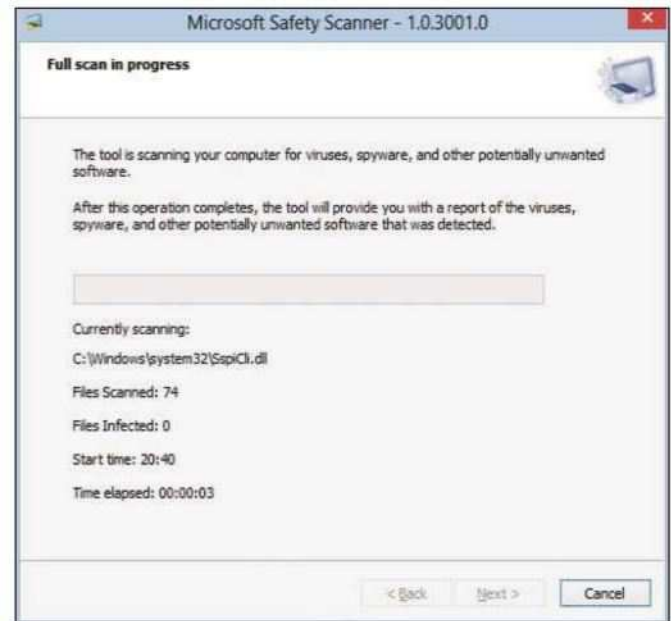 Microsoft Safety Scanner - 1.0.3001.0
Full scan in progress
The tool is scanning your computer for viruses, spyware, and other potentially unwanted
software.
After this operation completes, the tool will provide you with a report of the viruses,
spyware, and other potentially unwanted software that was detected.
Currently scanning:
C:\Windows\system32\SspiCli.dll
Files Scanned: 74
Files Infected: 0
Start time: 20:40
Time elapsed: 00:00:03
< Back Next > Cancel